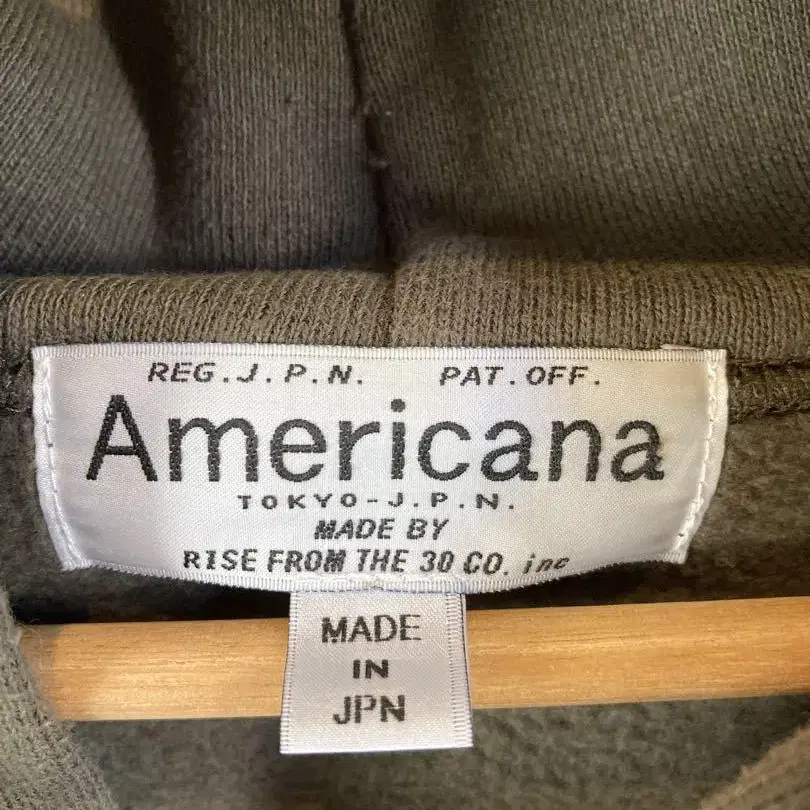 REG.J.P.N. PAT.OFF.
Americana
TOKYO-J.P.N.
MADE BY
RISE FROM THE 30 CO. inc
MADE
IN
JPN